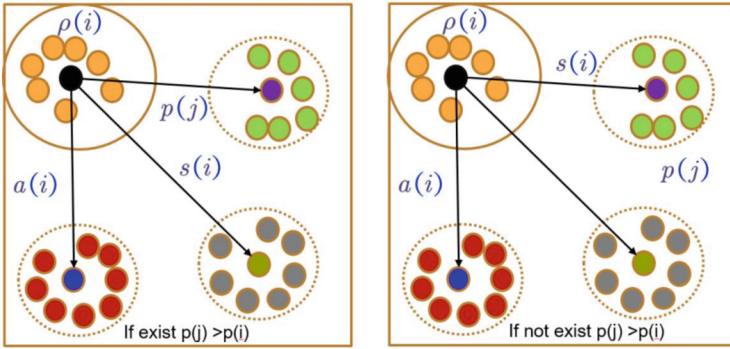 ρ(i)
p(j)
s(i)
a(i)
If exist p(j) >p(i)
ρ(i)
s(i)
p(j)
a(i)
If not exist p(j) >p(i)